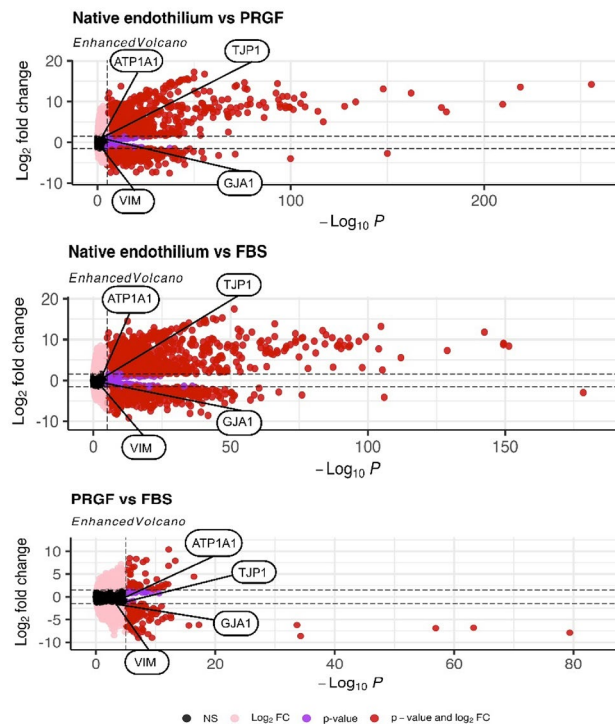 Native endothilium vs PRGF
EnhancedVolcano
TJP1
ATP1A1
20
10
0
-10
Log2 fold change
GJA1
VIM
0
100
200
−Log10 P
Native endothilium vs FBS
EnhancedVolcano
TJP1
ATP1A1
20
10
0
-10
Log2 fold change
GJA1
VIM
0
50
100
150
−Log10 P
PRGF vs FBS
EnhancedVolcano
ATP1A1
TJP1
10
5
0
-5
-10
Log2 fold change
GJA1
VIM
0
20
40
60
80
−Log10 P
NS
Log2 FC
p-value
p − value and log2 FC